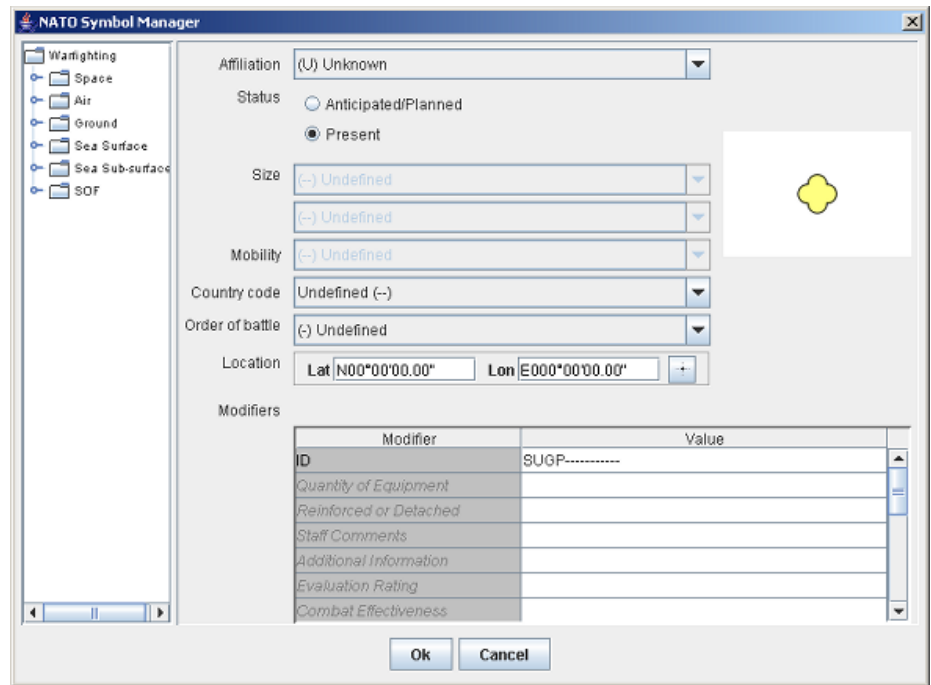 NATO Symbol Manager
Warfighting
Space
Air
Ground
Sea Surface
Sea Sub-surface
SOF
Affiliation (U) Unknown
Status Anticipated/Planned
Present
Size (--) Undefined
(--) Undefined
Mobility (--) Undefined
Country code Undefined (--)
Order of battle (-) Undefined
Location Lat N00°00'00.00" Lon E000°00'00.00"
Modifiers
Modifier Value
ID SUGP-----------
Quantity of Equipment
Reinforced or Detached
Staff Comments
Additional Information
Evaluation Rating
Combat Effectiveness
Ok Cancel